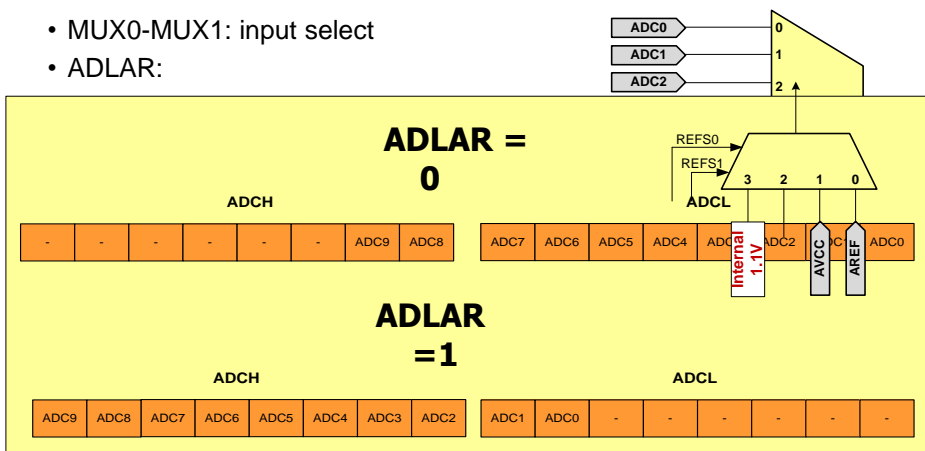 • MUX0-MUX1: input select
• ADLAR:
ADC0
ADC1
ADC2
0
1
2
ADLAR =
0
REFS0
REFS1
3 2 1 0
ADCH
ADCL
- - - - - - ADC9 ADC8
ADC7 ADC6 ADC5 ADC4 ADC2 ADC0
Internal
1.1V
AVCC
AREF
ADLAR
=1
ADCH
ADCL
ADC9 ADC8 ADC7 ADC6 ADC5 ADC4 ADC3 ADC2
ADC1 ADC0 - - - - - -